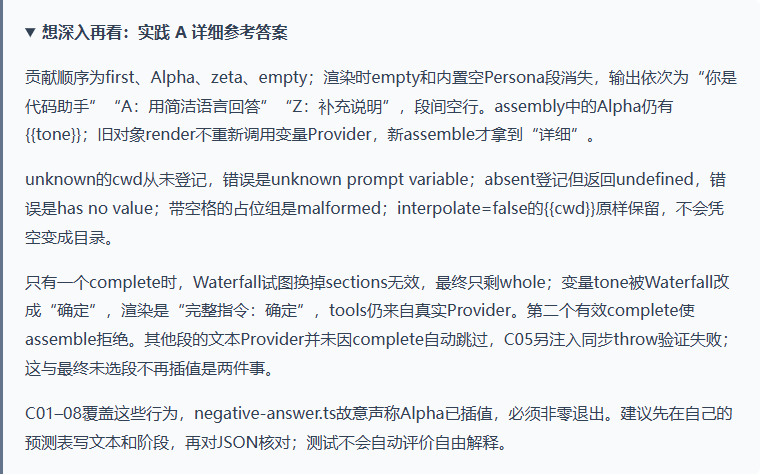 ▼ 想深入再看：实践 A 详细参考答案
贡献顺序为first、Alpha、zeta、empty；渲染时empty和内置空Persona段消失，输出依次为“你是
代码助手”“A：用简洁语言回答”“Z：补充说明”，段间空行。assembly中的Alpha仍有
{{tone}}；旧对象render不重新调用变量Provider，新assemble才拿到“详细”。
unknown的cwd从未登记，错误是unknown prompt variable；absent登记但返回undefined，错
误是has no value；带空格的占位组是malformed；interpolate=false的{{cwd}}原样保留，不会凭
空变成目录。
只有一个complete时，Waterfall试图换掉sections无效，最终只剩whole；变量tone被Waterfall改
成“确定”，渲染是“完整指令：确定”，tools仍来自真实Provider。第二个有效complete使
assemble拒绝。其他段的文本Provider并未因complete自动跳过，C05另注入同步throw验证失败；
这与最终未选段不再插值是两件事。
C01–08覆盖这些行为，negative-answer.ts故意声称Alpha已插值，必须非零退出。建议先在自己的
预测表写文本和阶段，再对JSON核对；测试不会自动评价自由解释。